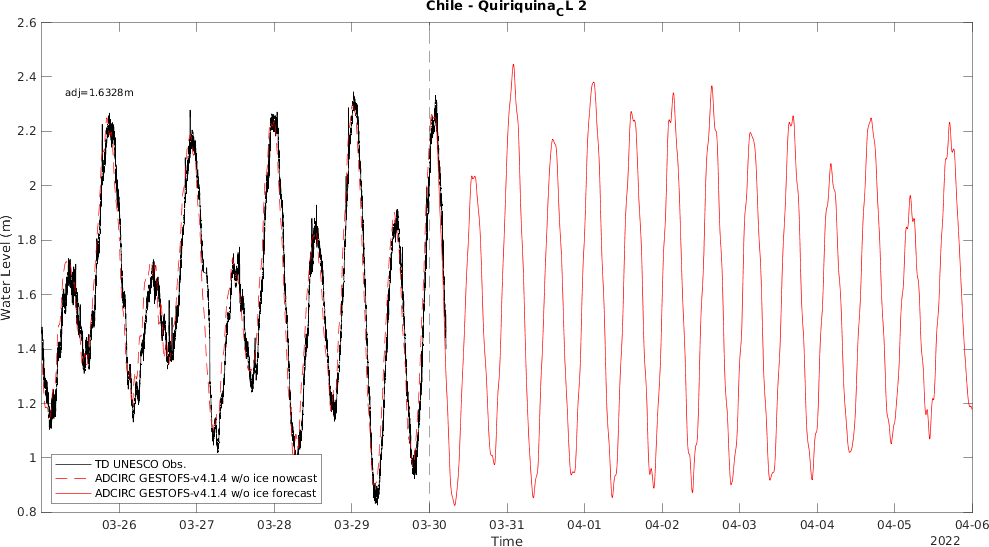 Chile - Quiriquina_CL 2
2.6
2.4
2.2
2
1.8
1.6
1.4
1.2
1
0.8
Water Level (m)
adj=1.6328m
TD UNESCO Obs.
ADCIRC GESTOFS-v4.1.4 w/o ice nowcast
ADCIRC GESTOFS-v4.1.4 w/o ice forecast
03-26 03-27 03-28 03-29 03-30 03-31 04-01 04-02 04-03 04-04 04-05 04-06
Time
2022